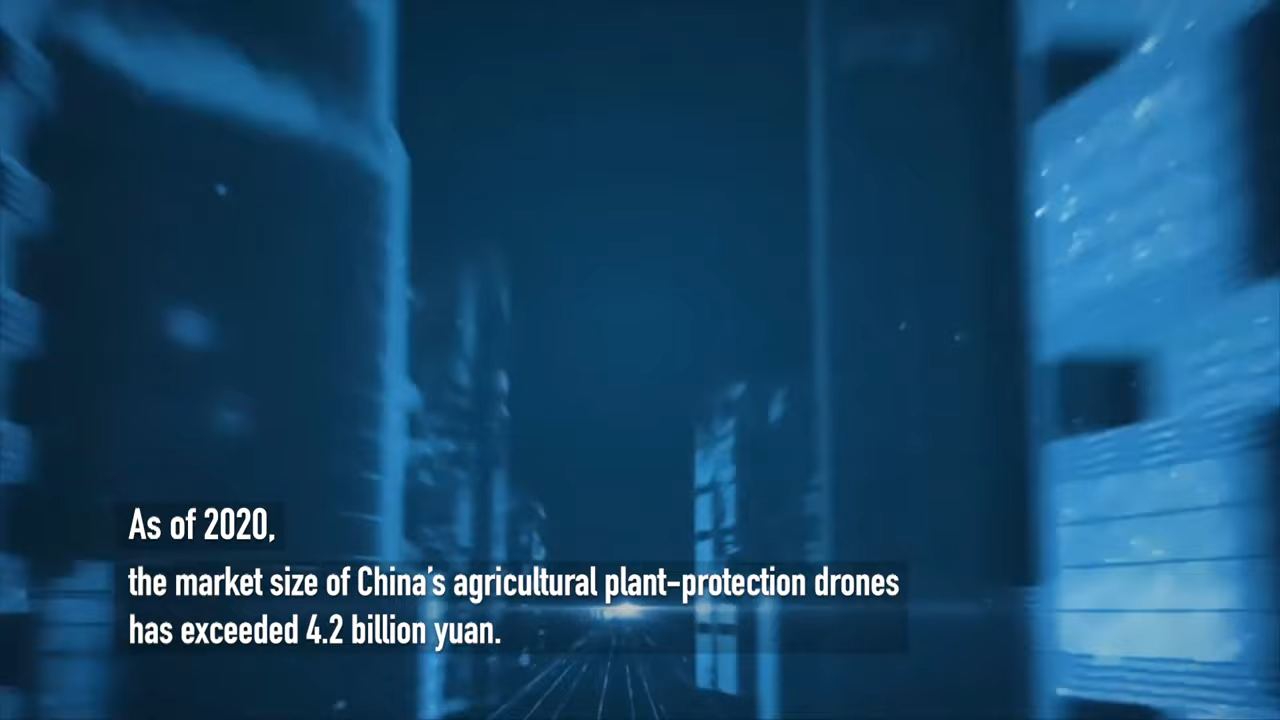 As of 2020,
the market size of China's agricultural plant-protection drones
has exceeded 4.2 billion yuan.